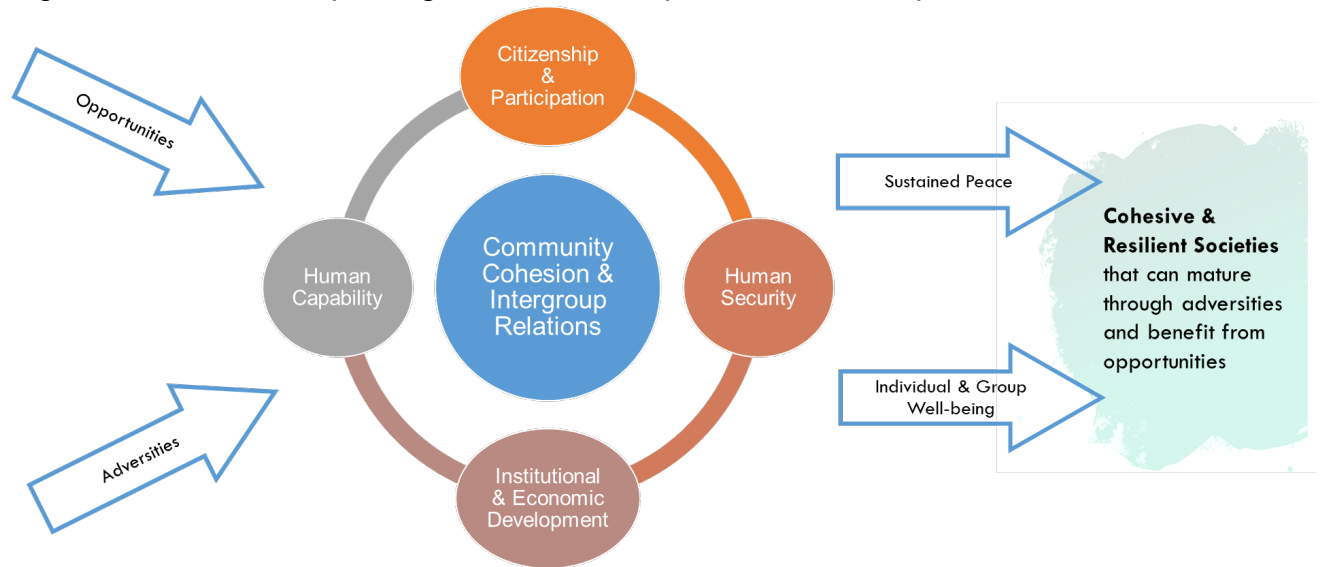 Opportunities
Adversities
Citizenship
&
Participation
Human
Capability
Community
Cohesion &
Intergroup
Relations
Human
Security
Institutional
& Economic
Development
Sustained Peace
Individual & Group
Well-being
Cohesive &
Resilient Societies
that can mature
through adversities
and benefit from
opportunities